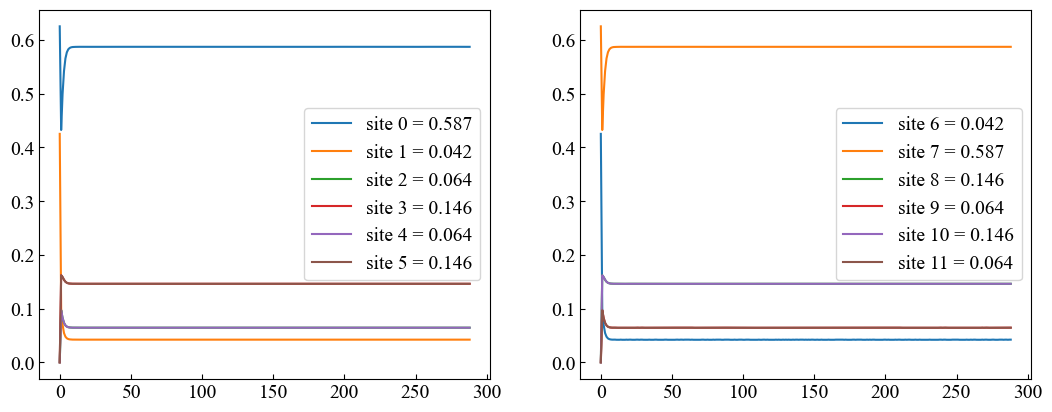 0.6
0.5
0.4
0.3
0.2
0.1
0.0
0 50 100 150 200 250 300
site 0 = 0.587
site 1 = 0.042
site 2 = 0.064
site 3 = 0.146
site 4 = 0.064
site 5 = 0.146
0.6
0.5
0.4
0.3
0.2
0.1
0.0
0 50 100 150 200 250 300
site 6 = 0.042
site 7 = 0.587
site 8 = 0.146
site 9 = 0.064
site 10 = 0.146
site 11 = 0.064